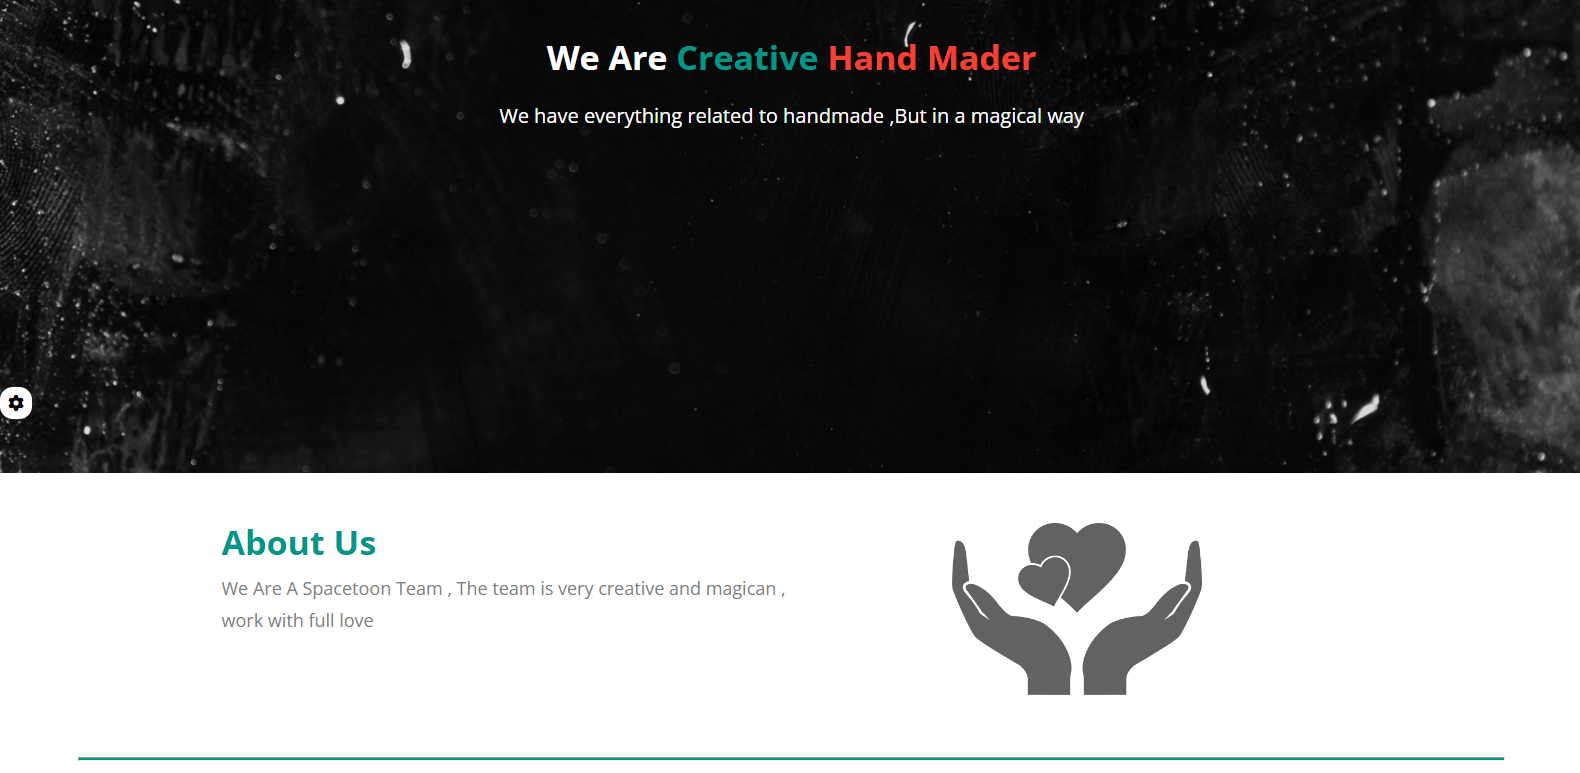 We Are Creative Hand Mader
We have everything related to handmade ,But in a magical way
About Us
We Are A Spacetoon Team , The team is very creative and magican ,
work with full love